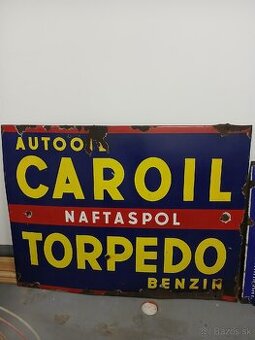 AUTOOIL
CAROIL
NAFTASPOL
TORPEDO
BENZIN
© Bazos.sk